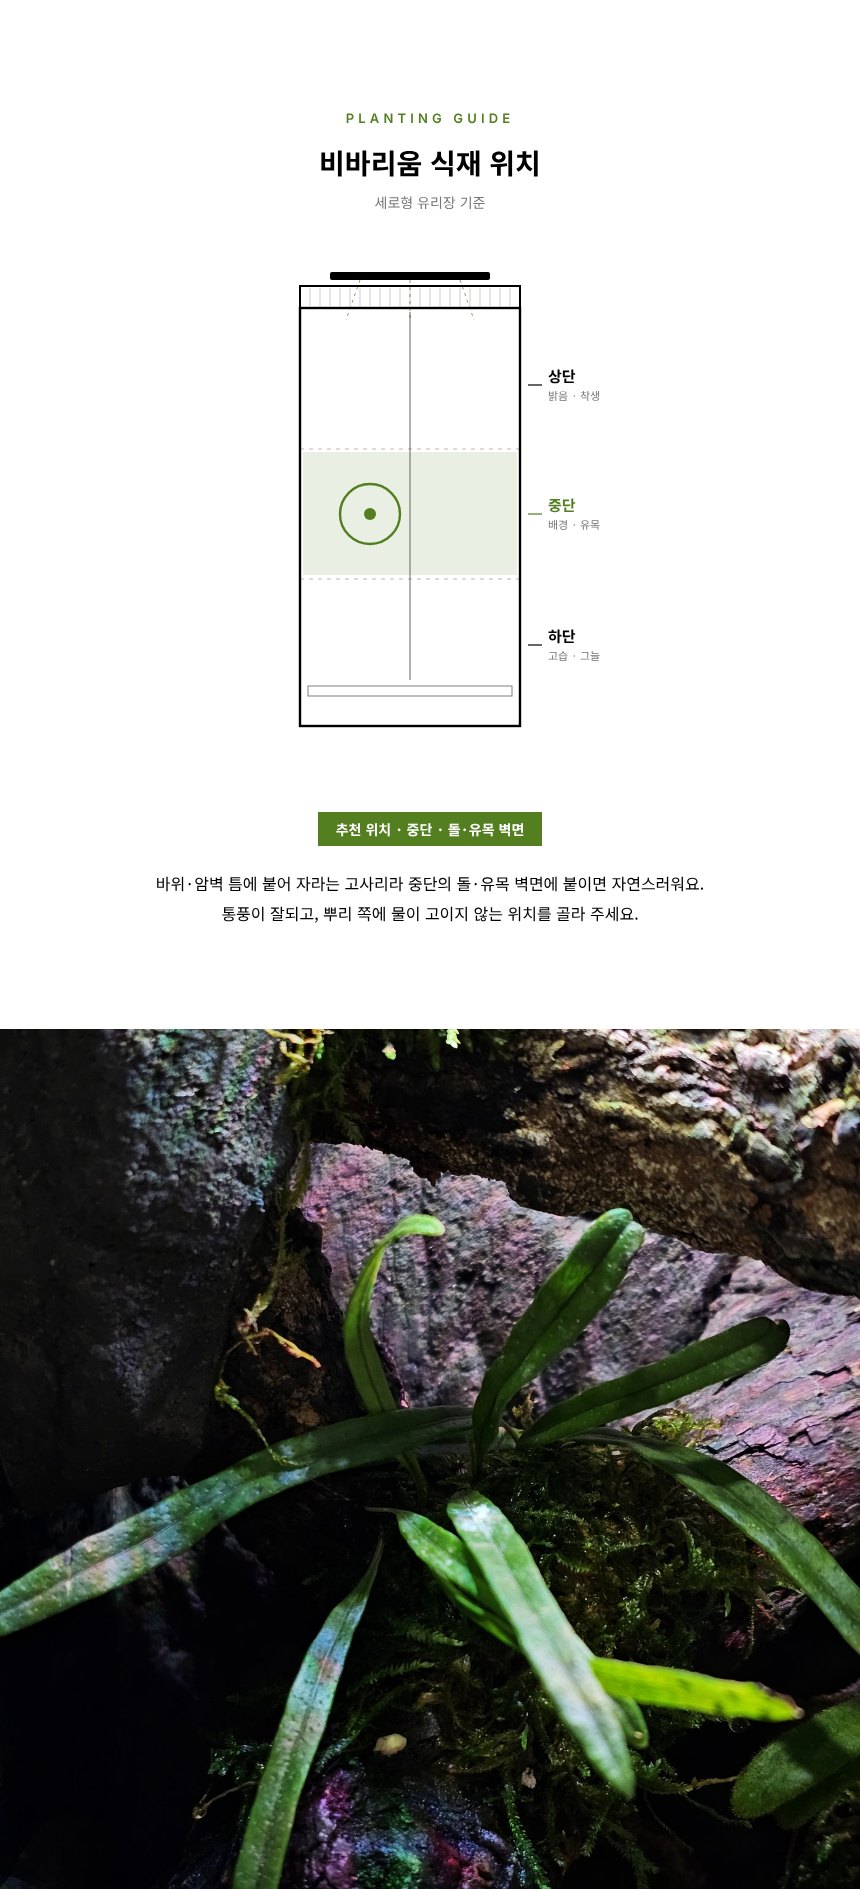 PLANTING GUIDE
비바리움 식재 위치
세로형 유리장 기준
상단
밝음 · 착생
중단
배경 · 유목
하단
고습 · 그늘
추천 위치 · 중단 · 돌·유목 벽면
바위·암벽 틈에 붙어 자라는 고사리라 중단의 돌·유목 벽면에 붙이면 자연스러워요.
통풍이 잘되고, 뿌리 쪽에 물이 고이지 않는 위치를 골라 주세요.